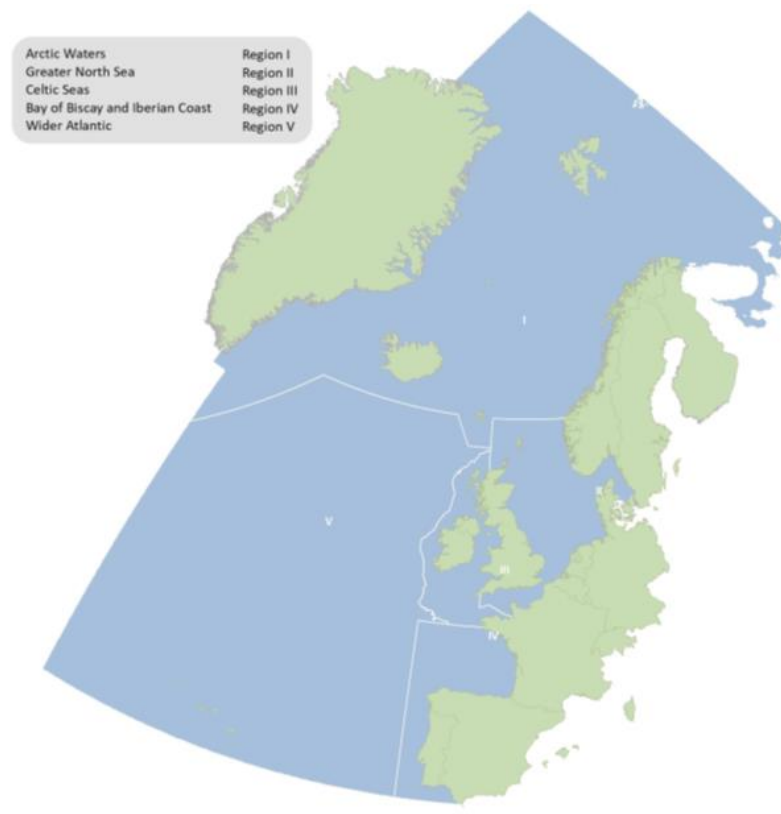 Arctic Waters Region I
Greater North Sea Region II
Celtic Seas Region III
Bay of Biscay and Iberian Coast Region IV
Wider Atlantic Region V
I
V
II
III
IV